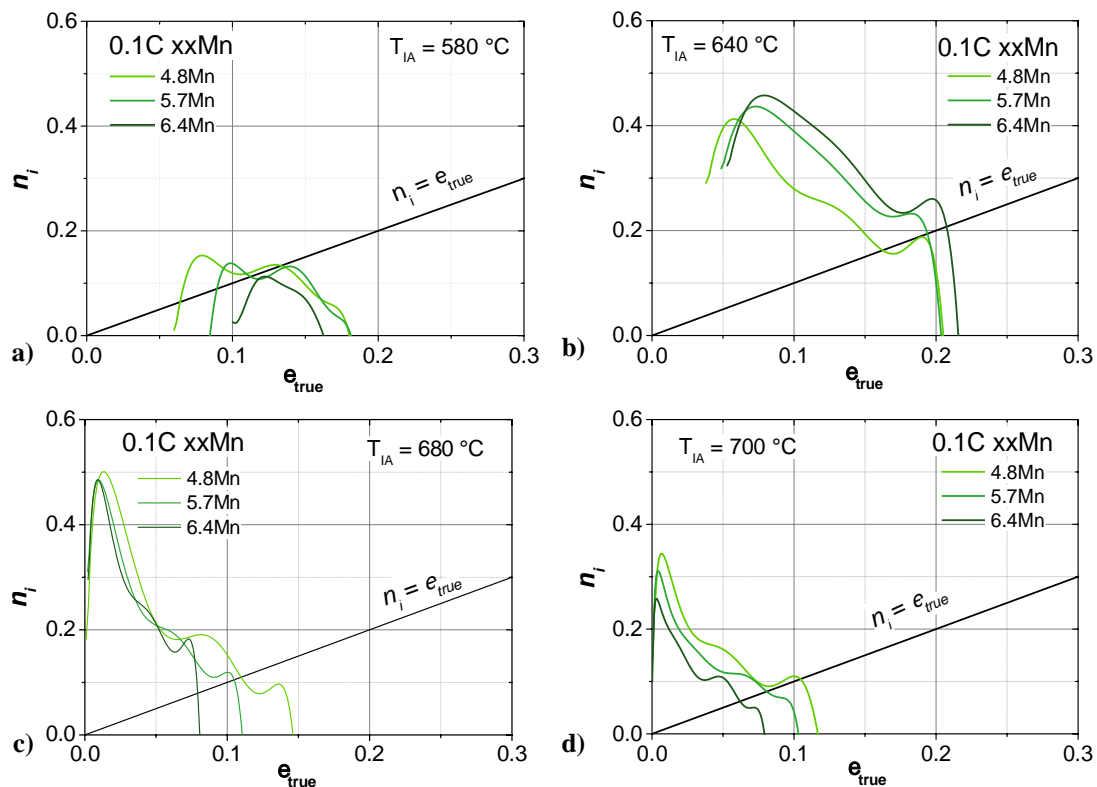 0.6
0.4
0.2
0.0
n_i
0.1C xxMn
4.8Mn
5.7Mn
6.4Mn
T_IA = 580 °C
n_i = e_true
0.0 0.1 0.2 0.3
e_true
a)
0.6
0.4
0.2
0.0
n_i
T_IA = 640 °C
0.1C xxMn
4.8Mn
5.7Mn
6.4Mn
n_i = e_true
0.0 0.1 0.2 0.3
e_true
b)
0.6
0.4
0.2
0.0
n_i
0.1C xxMn
4.8Mn
5.7Mn
6.4Mn
T_IA = 680 °C
n_i = e_true
0.0 0.1 0.2 0.3
e_true
c)
0.6
0.4
0.2
0.0
n_i
T_IA = 700 °C
0.1C xxMn
4.8Mn
5.7Mn
6.4Mn
n_i = e_true
0.0 0.1 0.2 0.3
e_true
d)